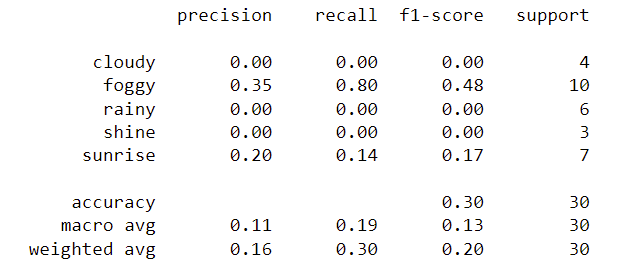 precision recall f1-score support
cloudy 0.00 0.00 0.00 4
foggy 0.35 0.80 0.48 10
rainy 0.00 0.00 0.00 6
shine 0.00 0.00 0.00 3
sunrise 0.20 0.14 0.17 7
accuracy 0.30 30
macro avg 0.11 0.19 0.13 30
weighted avg 0.16 0.30 0.20 30